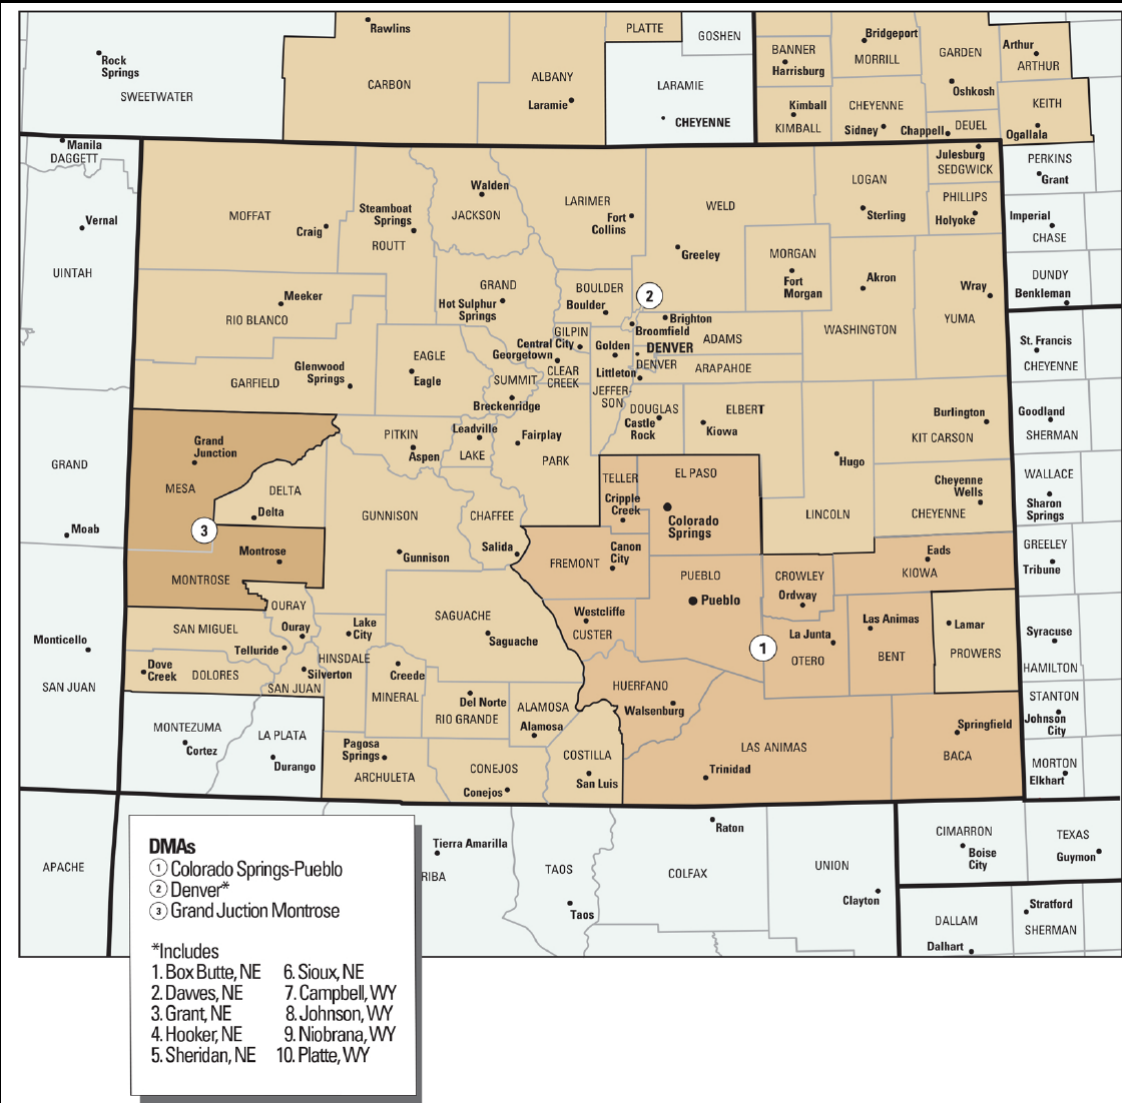 Rawlins
PLATTE
GOSHEN
Bridgeport
BANNER
Harrisburg
MORRILL
GARDEN
Arthur
ARTHUR
Rock
Springs
SWEETWATER
CARBON
ALBANY
Laramie
LARAMIE
CHEYENNE
Oshkosh
Kimball
KIMBALL
CHEYENNE
Sidney
Chappell
DEUEL
KEITH
Ogallala
Manila
DAGGETT
Julesburg
SEDGWICK
PERKINS
Grant
Vernal
UINTAH
MOFFAT
Craig
Steamboat
Springs
ROUTT
Walden
JACKSON
LARIMER
Fort
Collins
WELD
Greeley
LOGAN
Sterling
PHILLIPS
Holyoke
Imperial
CHASE
MORGAN
Fort
Morgan
Akron
WASHINGTON
Wray
YUMA
DUNDY
Benkleman
Meeker
RIO BLANCO
GRAND
Hot Sulphur
Springs
BOULDER
Boulder
2
Brighton
Broomfield
ADAMS
GILPIN
Central City
Georgetown
CLEAR
CREEK
Golden
DENVER
DENVER
Littleton
ARAPAHOE
JEFFER-
SON
St. Francis
CHEYENNE
GARFIELD
Glenwood
Springs
EAGLE
Eagle
SUMMIT
Breckenridge
DOUGLAS
Castle
Rock
ELBERT
Kiowa
Burlington
KIT CARSON
Goodland
SHERMAN
GRAND
Moab
Grand
Junction
MESA
3
DELTA
Delta
PITKIN
Aspen
Leadville
LAKE
Fairplay
PARK
TELLER
Cripple
Creek
EL PASO
Colorado
Springs
Hugo
LINCOLN
Cheyenne
Wells
CHEYENNE
WALLACE
Sharon
Springs
Montrose
MONTROSE
GUNNISON
Gunnison
CHAFFEE
Salida
FREMONT
Canon
City
PUEBLO
Pueblo
CROWLEY
Ordway
Eads
KIOWA
GREELEY
Tribune
OURAY
Ouray
SAN MIGUEL
Telluride
Lake
City
HINSDALE
SAGUACHE
Saguache
Westcliffe
CUSTER
1
La Junta
OTERO
Las Animas
BENT
Lamar
PROWERS
Syracuse
HAMILTON
Monticello
SAN JUAN
Dove
Creek
DOLORES
Silverton
SAN JUAN
Creede
MINERAL
Del Norte
RIO GRANDE
ALAMOSA
Alamosa
HUERFANO
Walsenburg
STANTON
Johnson
City
MONTEZUMA
Cortez
LA PLATA
Durango
Pagosa
Springs
ARCHULETA
CONEJOS
Conejos
COSTILLA
San Luis
LAS ANIMAS
Trinidad
Springfield
BACA
MORTON
Elkhart
APACHE
Tierra Amarilla
RIBA
TAOS
Taos
Raton
COLFAX
UNION
Clayton
CIMARRON
Boise
City
TEXAS
Guymon
DALLAM
Dalhart
Stratford
SHERMAN
DMAs
1 Colorado Springs-Pueblo
2 Denver*
3 Grand Juction Montrose
*Includes
1. Box Butte, NE
2. Davves, NE
3. Grant, NE
4. Hooker, NE
5. Sheridan, NE
6. Sioux, NE
7. Campbell, WY
8. Johnson, WY
9. Niobrana, WY
10. Platte, WY